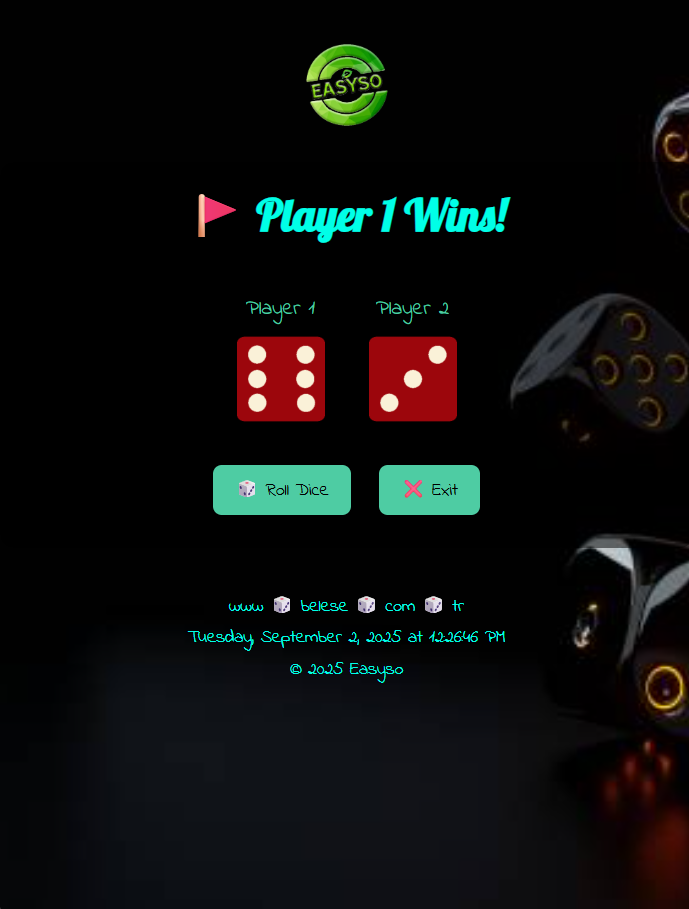 EASYSO
🚩 Player 1 Wins!
Player 1 Player 2
🎲 Roll Dice ❌ Exit
www 🎲 belese 🎲 com 🎲 tr
Tuesday, September 2, 2025 at 12:26:46 PM
© 2025 Easyso